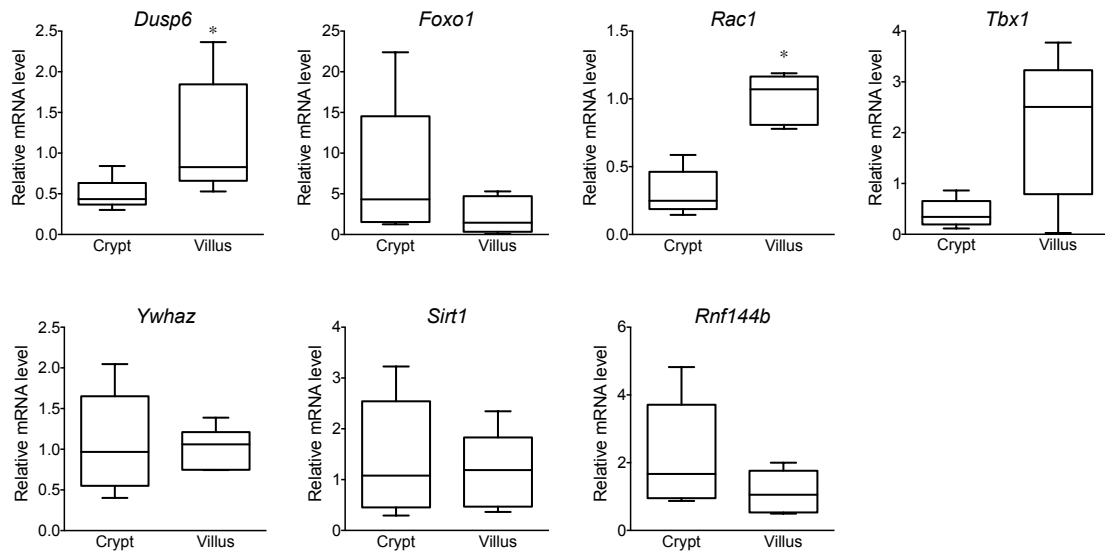 Dusp6
Foxo1
Rac1
Tbx1
Relative mRNA level
2.5
2.0
1.5
1.0
0.5
0.0
*
Crypt
Villus
Relative mRNA level
25
20
15
10
5
0
Crypt
Villus
Relative mRNA level
1.5
1.0
0.5
0.0
*
Crypt
Villus
Relative mRNA level
4
3
2
1
0
Crypt
Villus
Ywhaz
Sirt1
Rnf144b
Relative mRNA level
2.5
2.0
1.5
1.0
0.5
0.0
Crypt
Villus
Relative mRNA level
4
3
2
1
0
Crypt
Villus
Relative mRNA level
6
4
2
0
Crypt
Villus